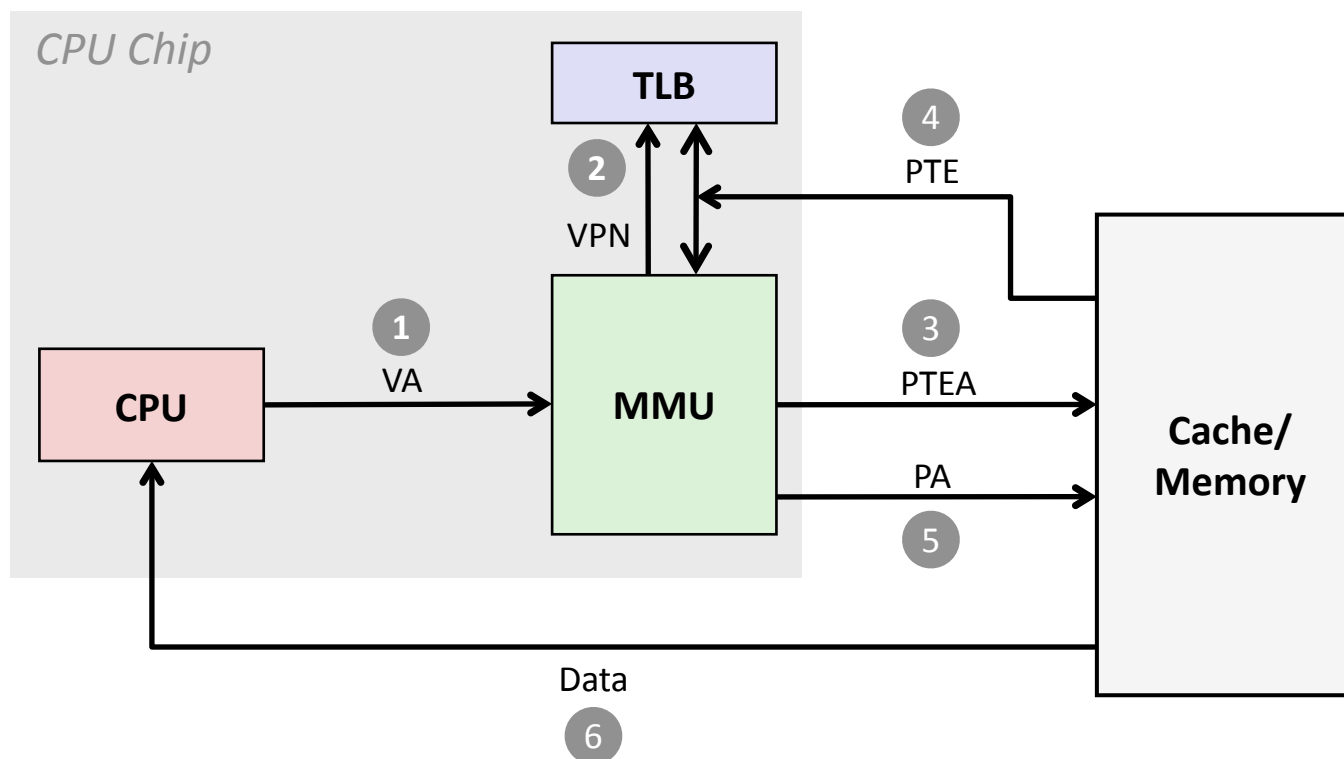 CPU Chip
TLB
4
PTE
2
VPN
1
VA
3
PTEA
CPU
MMU
Cache/
Memory
PA
5
Data
6